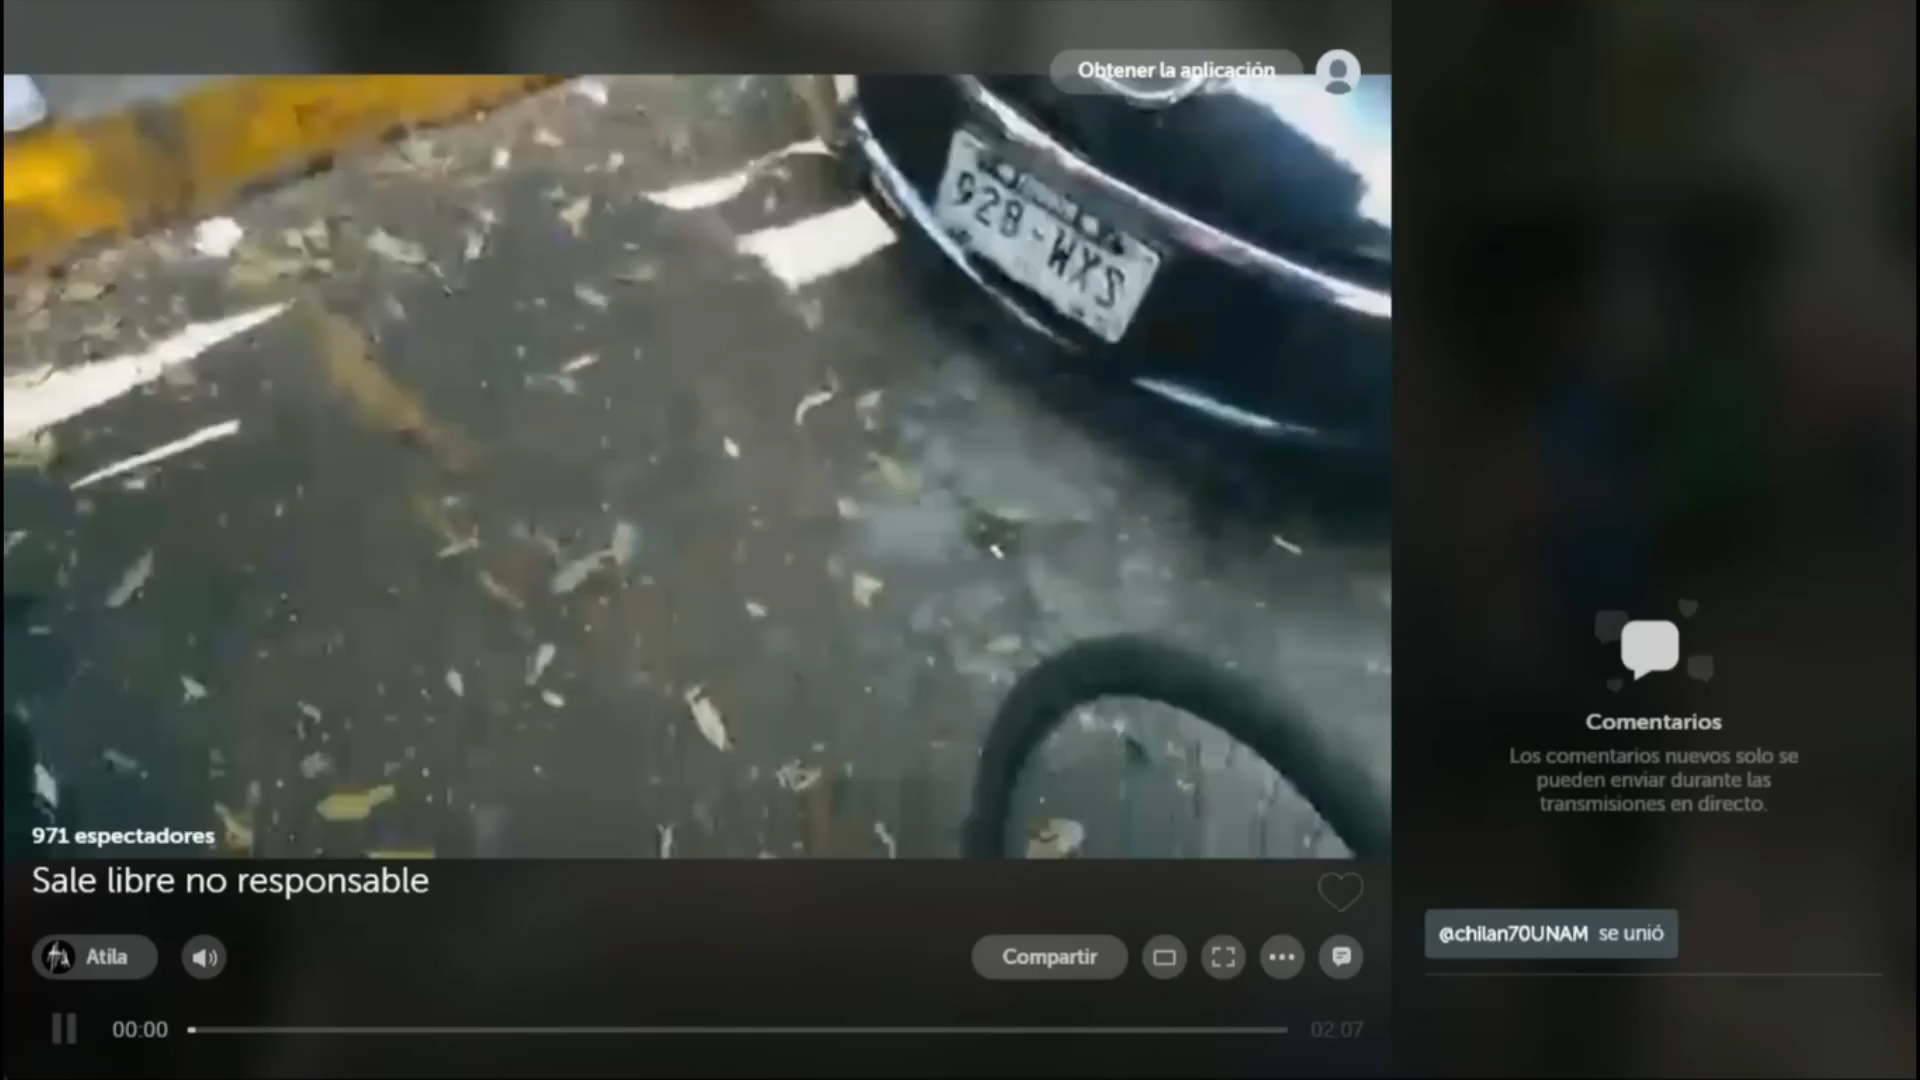 Obtener la aplicación
928-WXS
971 espectadores
Sale libre no responsable
Atila
Compartir
00:00
02:07
Comentarios
Los comentarios nuevos solo se
pueden enviar durante las
transmisiones en directo.
@chilan70UNAM se unió